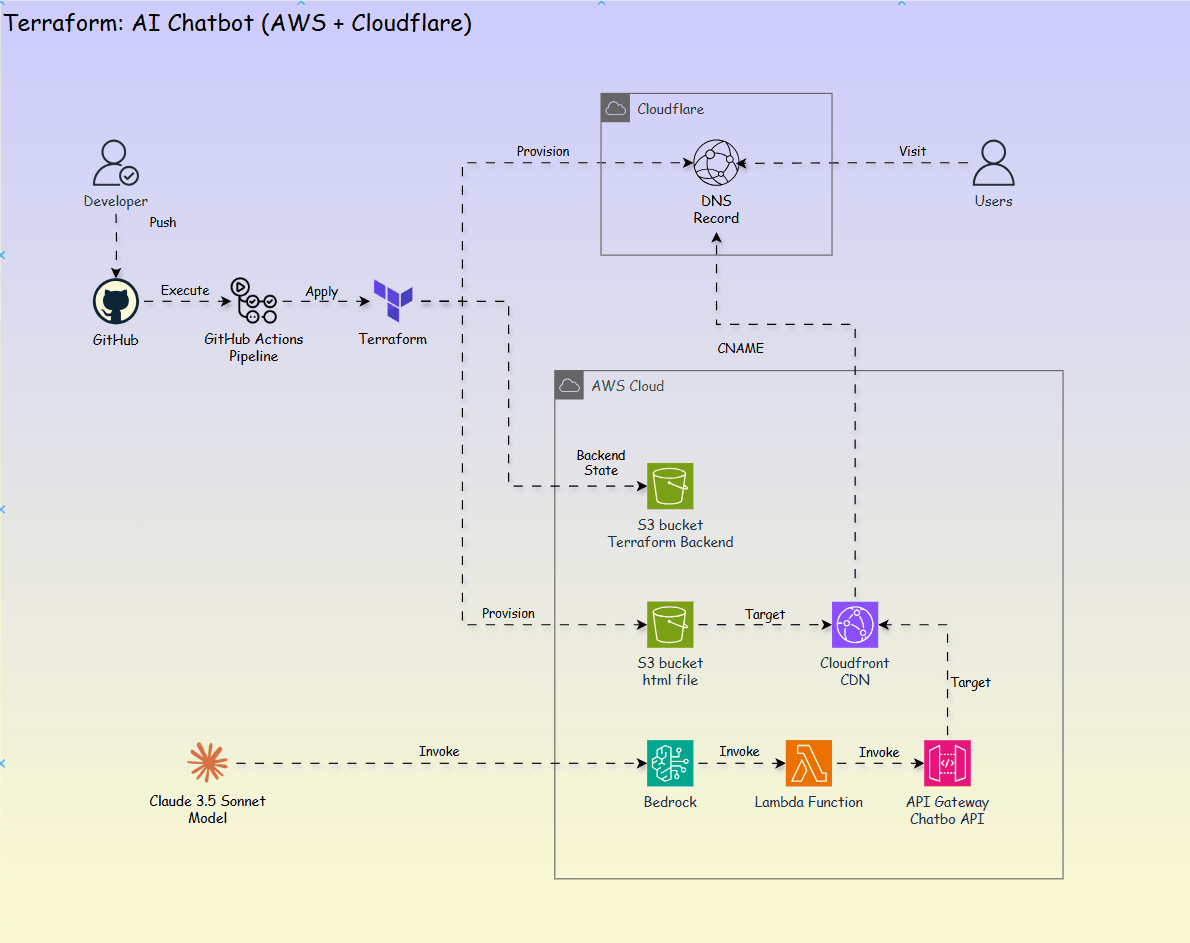 Terraform: AI Chatbot (AWS + Cloudflare)
Cloudflare
Provision
Visit
Developer
DNS
Record
Users
Push
Execute
Apply
GitHub
GitHub Actions
Pipeline
Terraform
CNAME
AWS Cloud
Backend
State
S3 bucket
Terraform Backend
Provision
Target
S3 bucket
html file
Cloudfront
CDN
Target
Invoke
Invoke
Invoke
Claude 3.5 Sonnet
Model
Bedrock
Lambda Function
API Gateway
Chatbo API